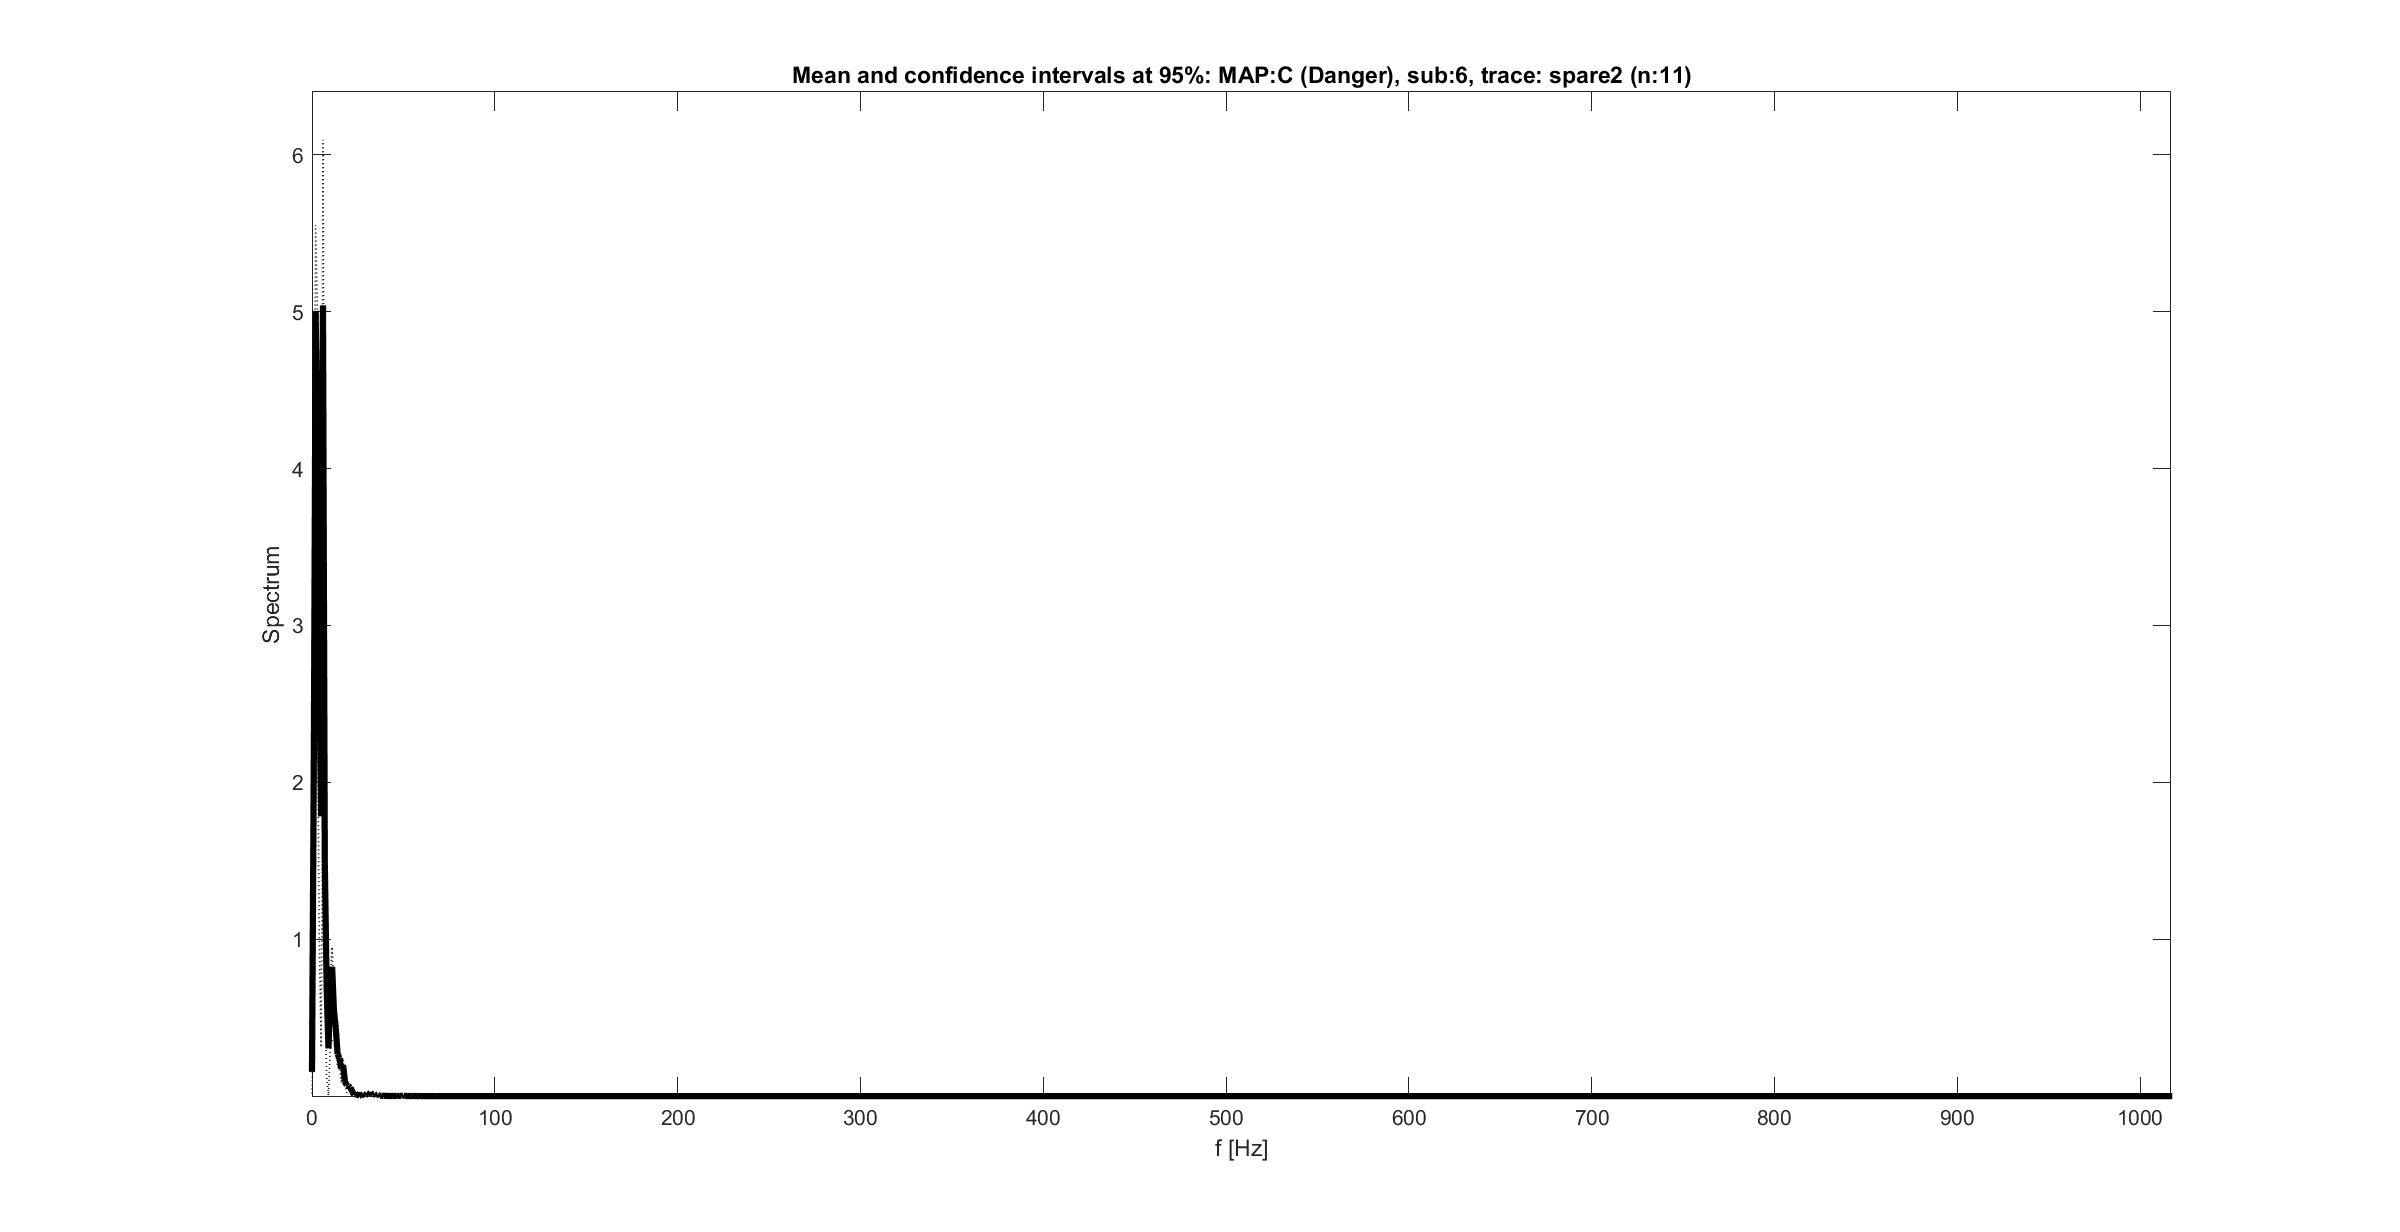 Mean and confidence intervals at 95%: MAP:C (Danger), sub:6, trace: spare2 (n:11)
6
5
4
3
2
1
Spectrum
0 100 200 300 400 500 600 700 800 900 1000
f [Hz]